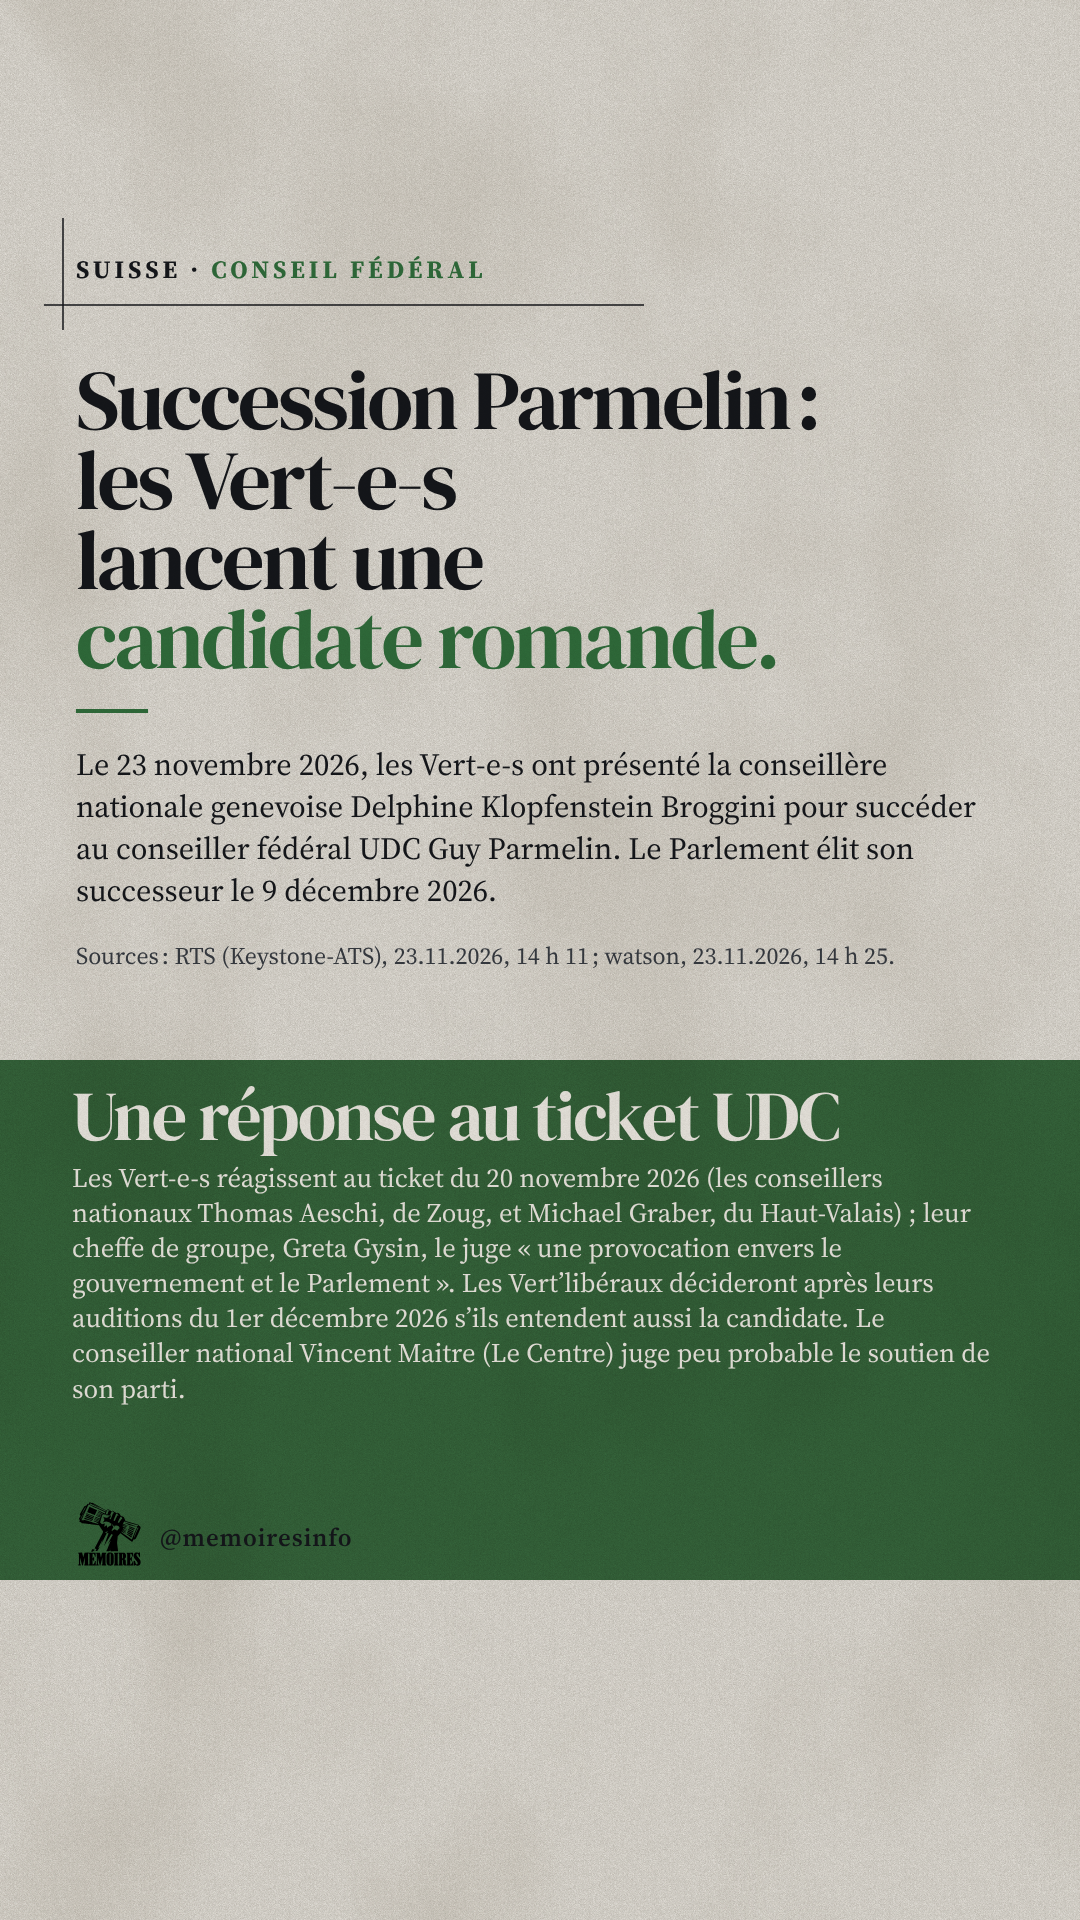 SUISSE · CONSEIL FÉDÉRAL
Succession Parmelin :
les Vert-e-s
lancent une
candidate romande.
Le 23 novembre 2026, les Vert-e-s ont présenté la conseillère
nationale genevoise Delphine Klopfenstein Broggini pour succéder
au conseiller fédéral UDC Guy Parmelin. Le Parlement élit son
successeur le 9 décembre 2026.
Sources : RTS (Keystone-ATS), 23.11.2026, 14 h 11 ; watson, 23.11.2026, 14 h 25.
Une réponse au ticket UDC
Les Vert-e-s réagissent au ticket du 20 novembre 2026 (les conseillers
nationaux Thomas Aeschi, de Zoug, et Michael Graber, du Haut-Valais) ; leur
cheffe de groupe, Greta Gysin, le juge « une provocation envers le
gouvernement et le Parlement ». Les Vert’libéraux décideront après leurs
auditions du 1er décembre 2026 s’ils entendent aussi la candidate. Le
conseiller national Vincent Maitre (Le Centre) juge peu probable le soutien de
son parti.
MÉMOIRES
@memoiresinfo